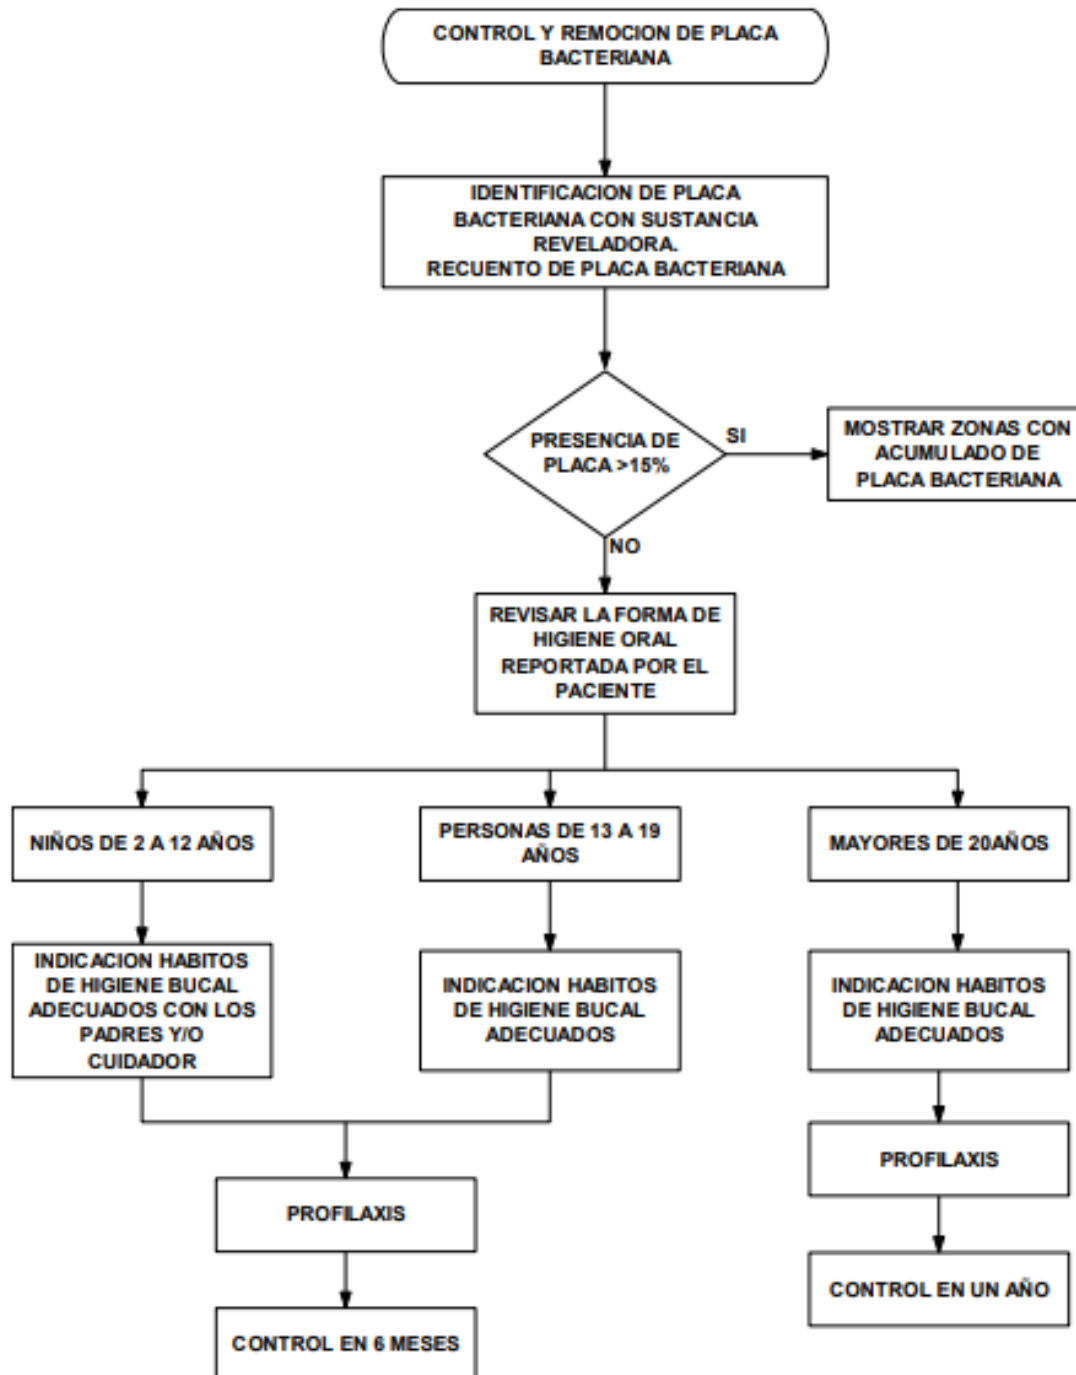 CONTROL Y REMOCION DE PLACA
BACTERIANA
IDENTIFICACION DE PLACA
BACTERIANA CON SUSTANCIA
REVELADORA.
RECUENTO DE PLACA BACTERIANA
PRESENCIA DE
PLACA >15%
SI
MOSTRAR ZONAS CON
ACUMULADO DE
PLACA BACTERIANA
NO
REVISAR LA FORMA DE
HIGIENE ORAL
REPORTADA POR EL
PACIENTE
NIÑOS DE 2 A 12 AÑOS
PERSONAS DE 13 A 19
AÑOS
MAYORES DE 20AÑOS
INDICACION HABITOS
DE HIGIENE BUCAL
ADECUADOS CON LOS
PADRES Y/O
CUIDADOR
INDICACION HABITOS
DE HIGIENE BUCAL
ADECUADOS
INDICACION HABITOS
DE HIGIENE BUCAL
ADECUADOS
PROFILAXIS
PROFILAXIS
CONTROL EN 6 MESES
CONTROL EN UN AÑO